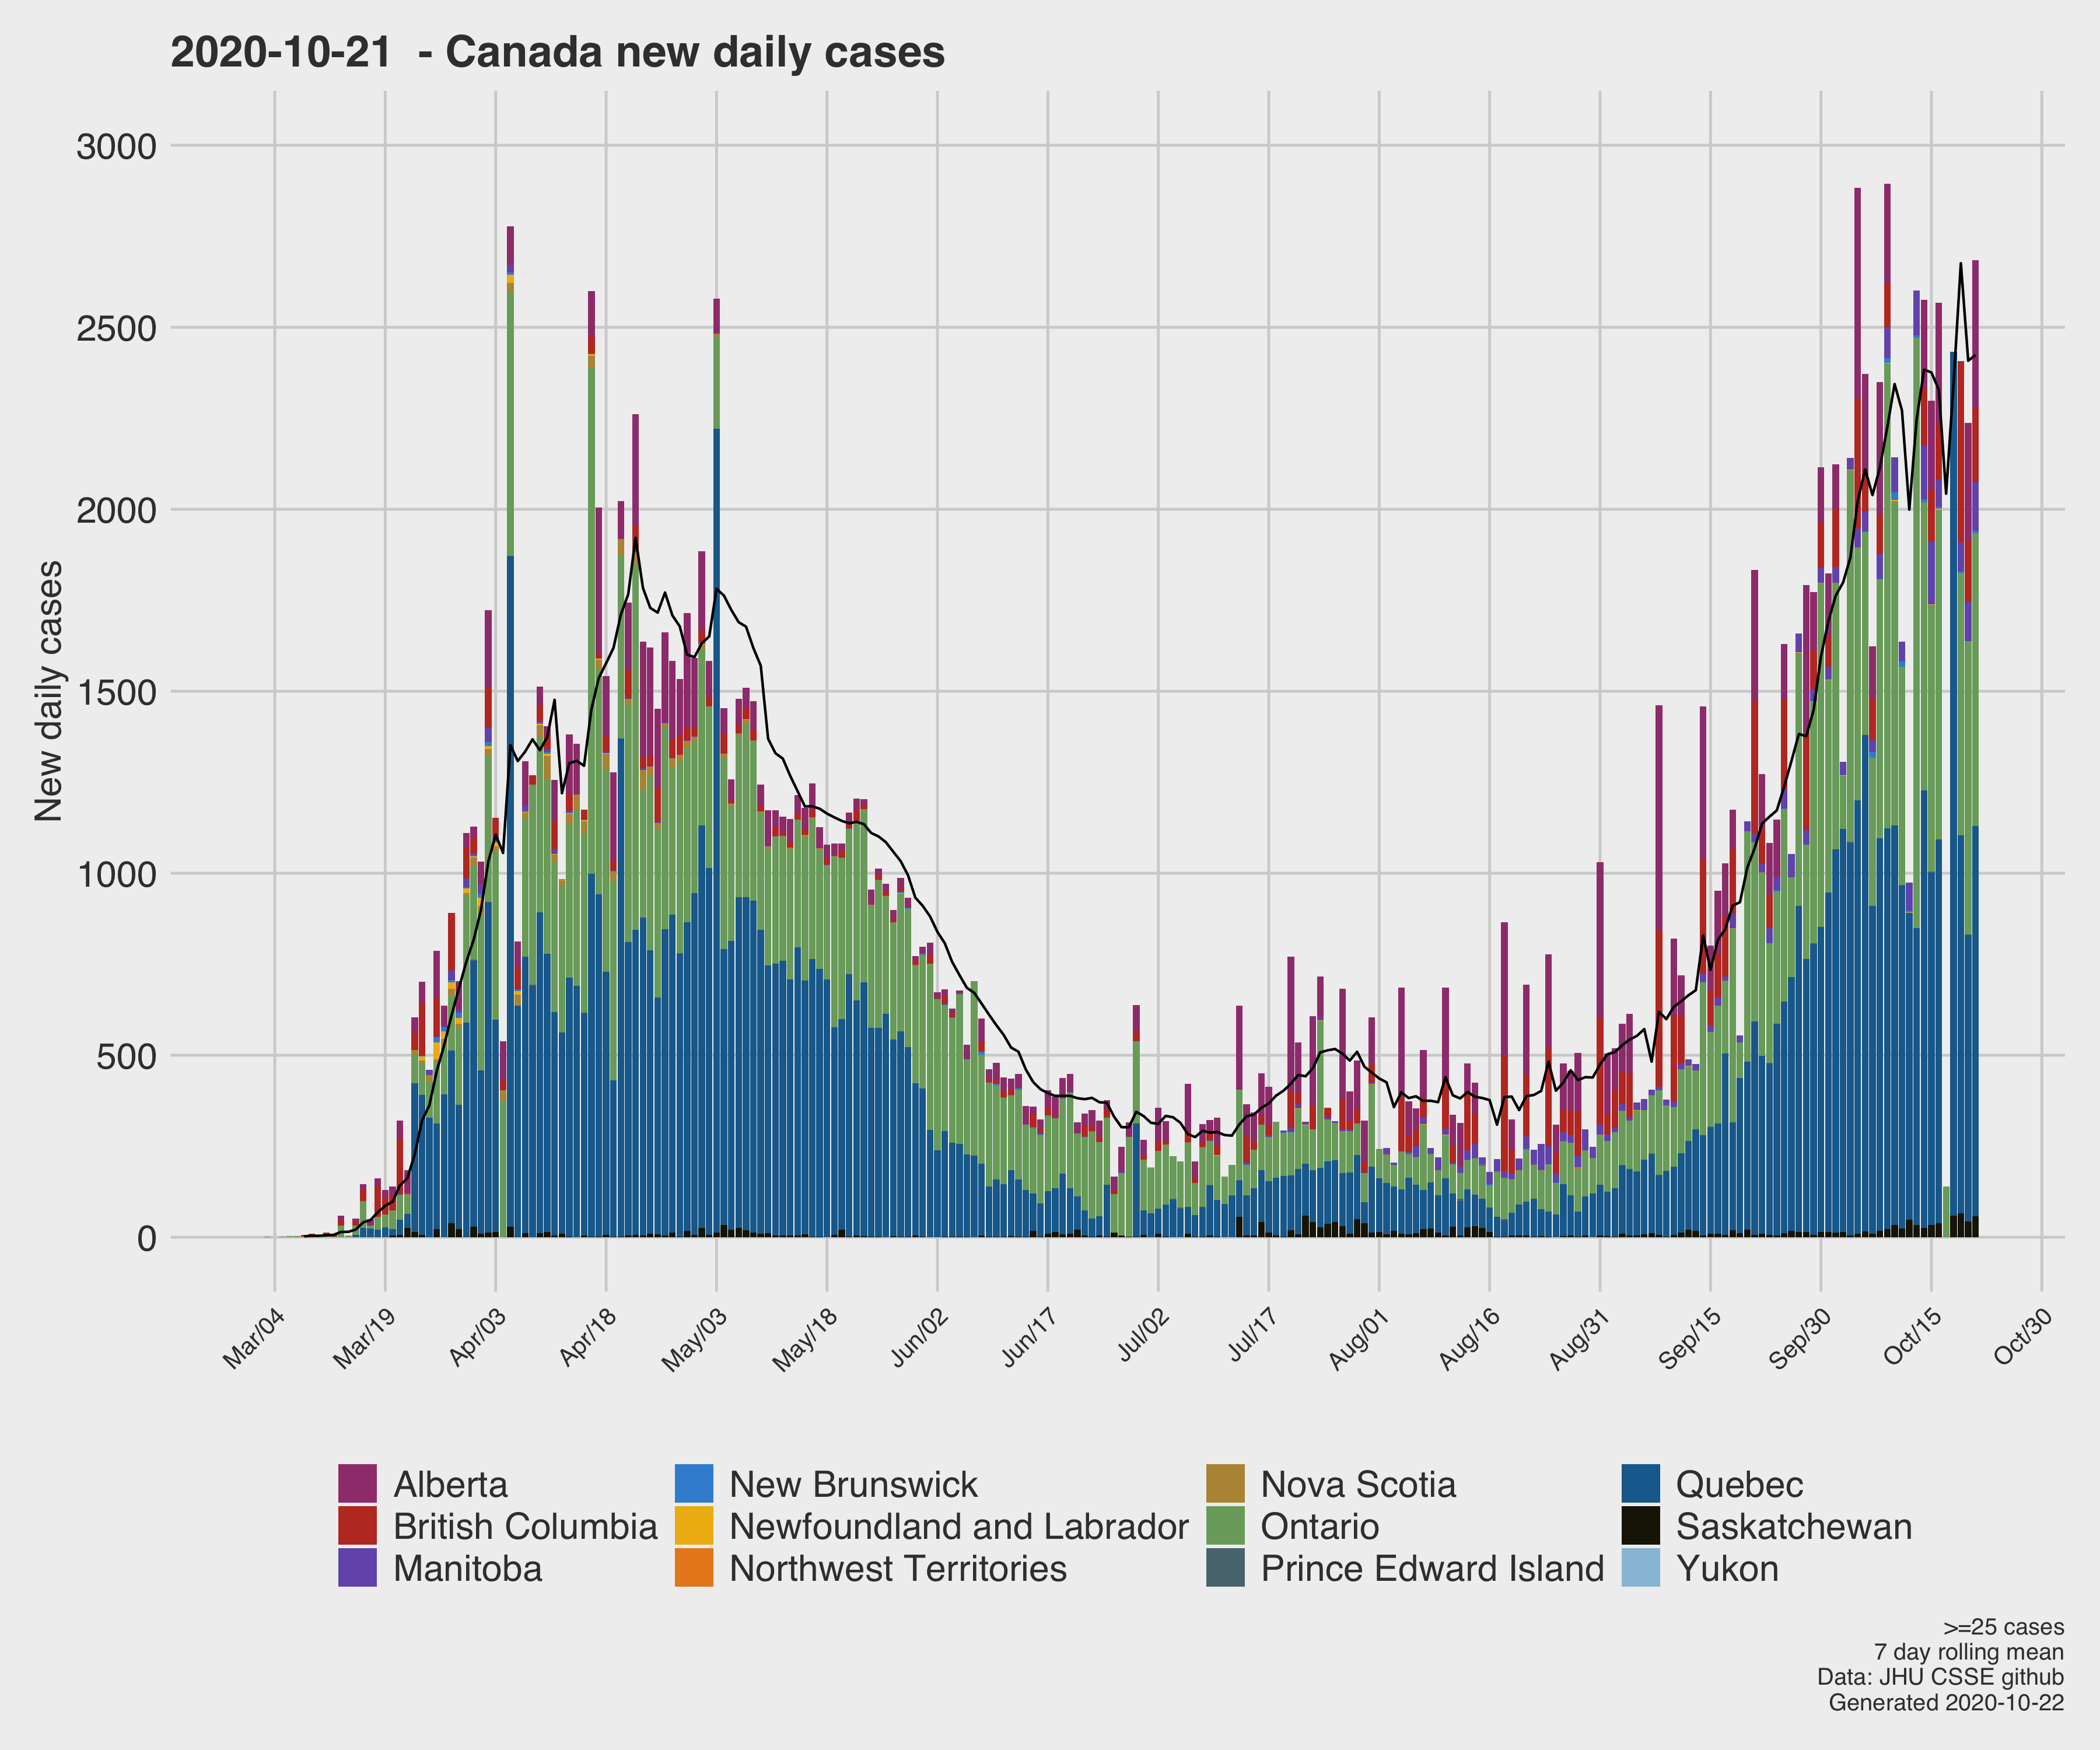 2020-10-21 - Canada new daily cases
New daily cases
3000
2500
2000
1500
1000
500
0
Mar/04
Mar/19
Apr/03
Apr/18
May/03
May/18
Jun/02
Jun/17
Jul/02
Jul/17
Aug/01
Aug/16
Aug/31
Sep/15
Sep/30
Oct/15
Oct/30
Alberta
New Brunswick
Nova Scotia
Quebec
British Columbia
Newfoundland and Labrador
Ontario
Saskatchewan
Manitoba
Northwest Territories
Prince Edward Island
Yukon
>=25 cases
7 day rolling mean
Data: JHU CSSE github
Generated 2020-10-22